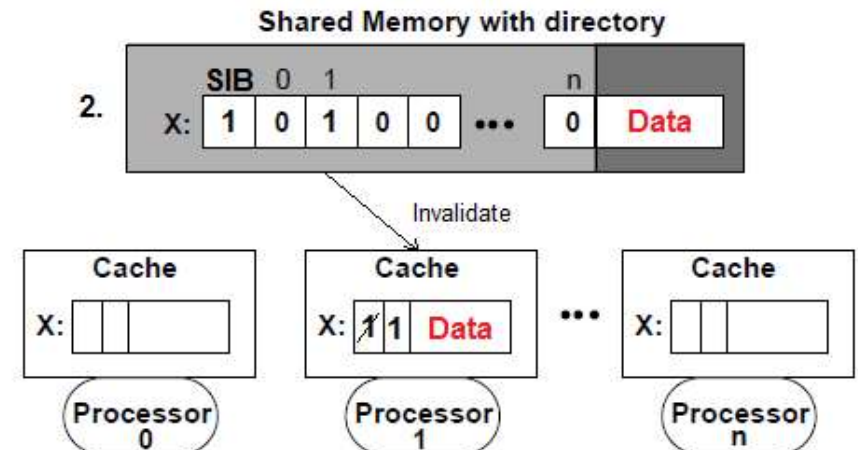 Shared Memory with directory
SIB 0 1 n
2. X: 1 0 1 0 0 ••• 0 Data
Invalidate
Cache Cache Cache
X: X: 1 1 Data ••• X:
Processor Processor Processor
0 1 n